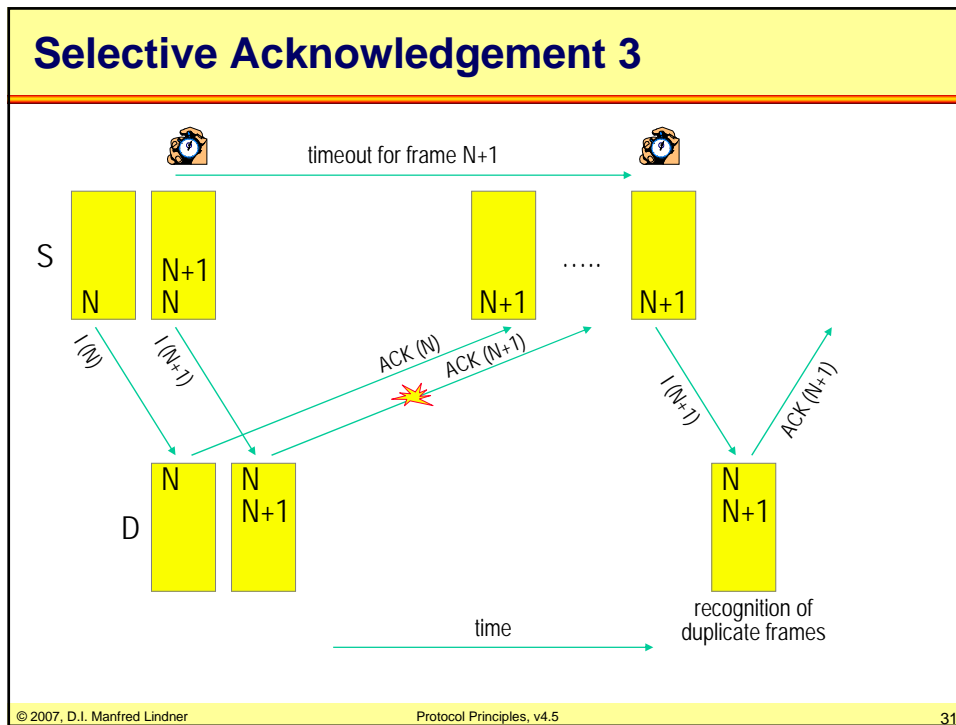 Selective Acknowledgement 3
timeout for frame N+1
S
N
N+1
N
N+1
.....
N+1
I (N)
I (N+1)
ACK (N)
ACK (N+1)
I (N+1)
ACK (N+1)
D
N
N
N+1
N
N+1
recognition of
duplicate frames
time
© 2007, D.I. Manfred Lindner
Protocol Principles, v4.5
31